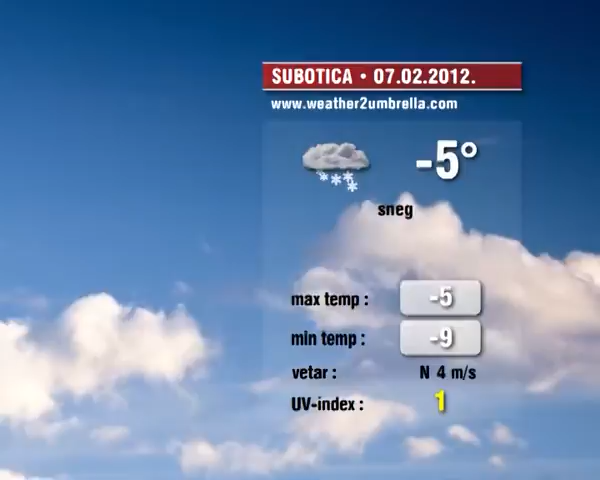 SUBOTICA • 07.02.2012.
www.weather2umbrella.com
-5°
sneg
max temp : -5
min temp : -9
vetar : N 4 m/s
UV-index : 1